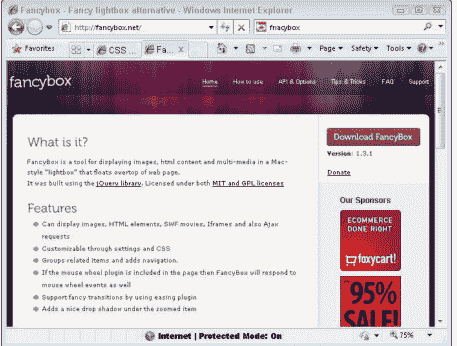 FancyBox - Fancy lightbox alternative - Windows Internet Explorer
http://fancybox.net/
fnacybox
Favorites
CSS ...
Fa...
Page
Safety
Tools
fancybox
Home
How to use
API & Options
Tips & Tricks
FAQ
Support
What is it?
FancyBox is a tool for displaying images, html content and multi-media in a Mac-
style "lightbox" that floats overtop of web page.
It was built using the jQuery library. Licensed under both MIT and GPL licenses
Features
Can display images, HTML elements, SWF movies, Iframes and also Ajax
requests
Customizable through settings and CSS
Groups related items and adds navigation.
If the mouse wheel plugin is included in the page then FancyBox will respond to
mouse wheel events as well
Support fancy transitions by using easing plugin
Adds a nice drop shadow under the zoomed item
Download FancyBox
Version: 1.3.1
Donate
Our Sponsors
ECOMMERCE
DONE RIGHT
foxycart!
95%
SALE!
Internet | Protected Mode: On
75%